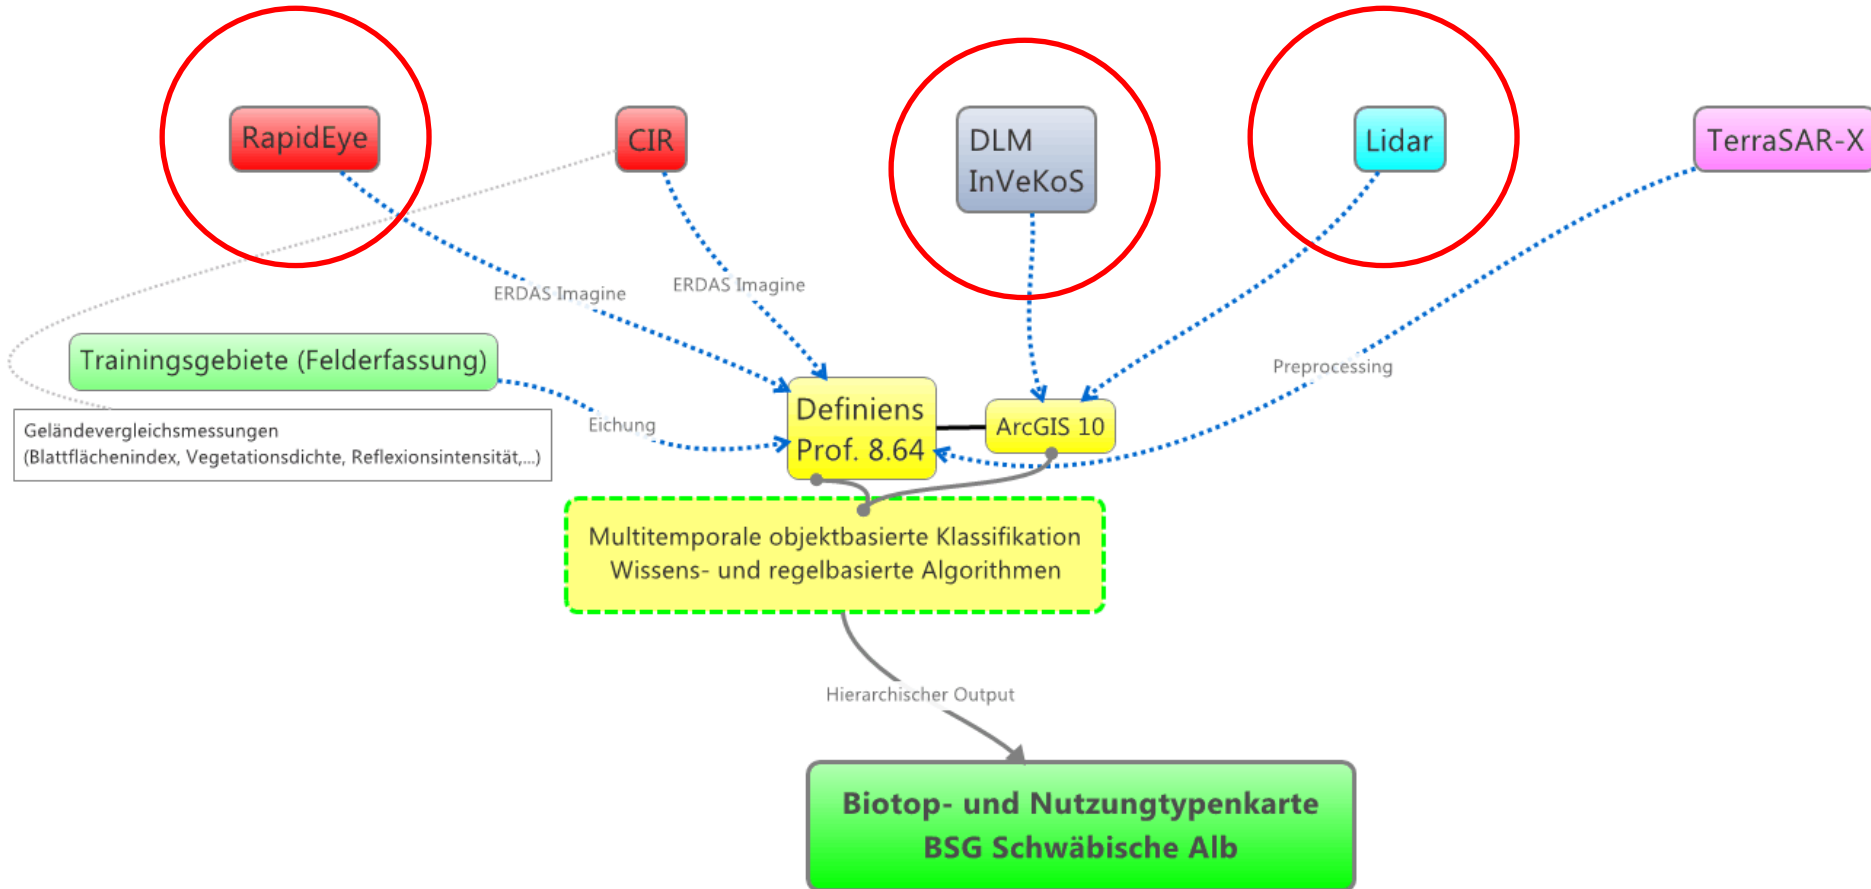 RapidEye
CIR
DLM
InVeKoS
Lidar
TerraSAR-X
ERDAS Imagine
ERDAS Imagine
Trainingsgebiete (Felderfassung)
Preprocessing
Eichung
Definiens
Prof. 8.64
ArcGIS 10
Geländevergleichsmessungen
(Blattflächenindex, Vegetationsdichte, Reflexionsintensität,...)
Multitemporale objektbasierte Klassifikation
Wissens- und regelbasierte Algorithmen
Hierarchischer Output
Biotop- und Nutzungtypenkarte
BSG Schwäbische Alb